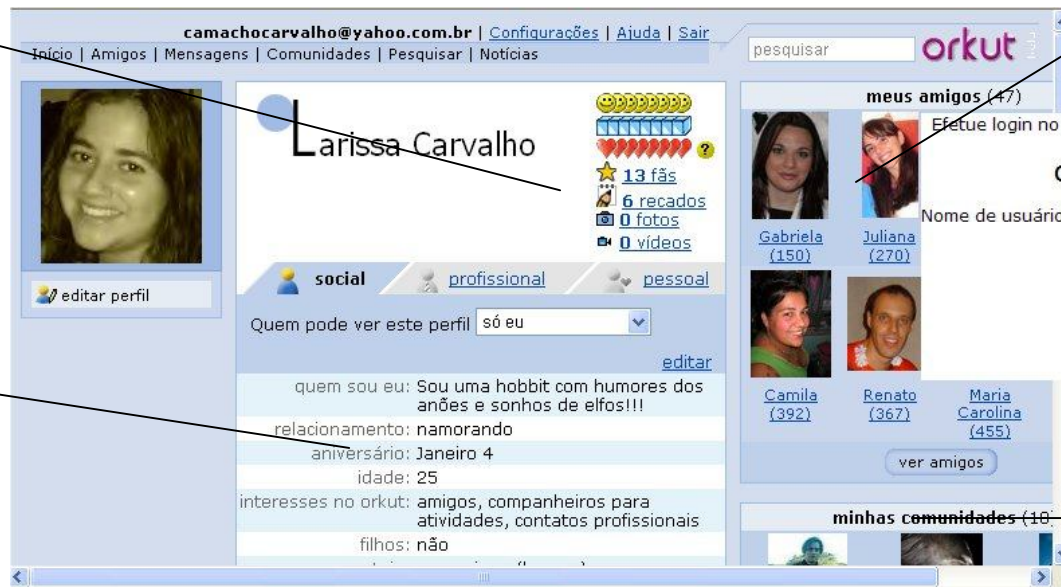 camachocarvalho@yahoo.com.br | Configurações | Ajuda | Sair
Início | Amigos | Mensagens | Comunidades | Pesquisar | Notícias
pesquisar
orkut
Larissa Carvalho
?
13 fãs
6 recados
0 fotos
0 vídeos
editar perfil
social
profissional
pessoal
Quem pode ver este perfil só eu
editar
quem sou eu: Sou uma hobbit com humores dos
anões e sonhos de elfos!!!
relacionamento: namorando
aniversário: Janeiro 4
idade: 25
interesses no orkut: amigos, companheiros para
atividades, contatos profissionais
filhos: não
meus amigos (47)
Efetue login no
Nome de usuário
Gabriela
(150)
Juliana
(270)
Camila
(392)
Renato
(367)
Maria
Carolina
(455)
ver amigos
minhas comunidades